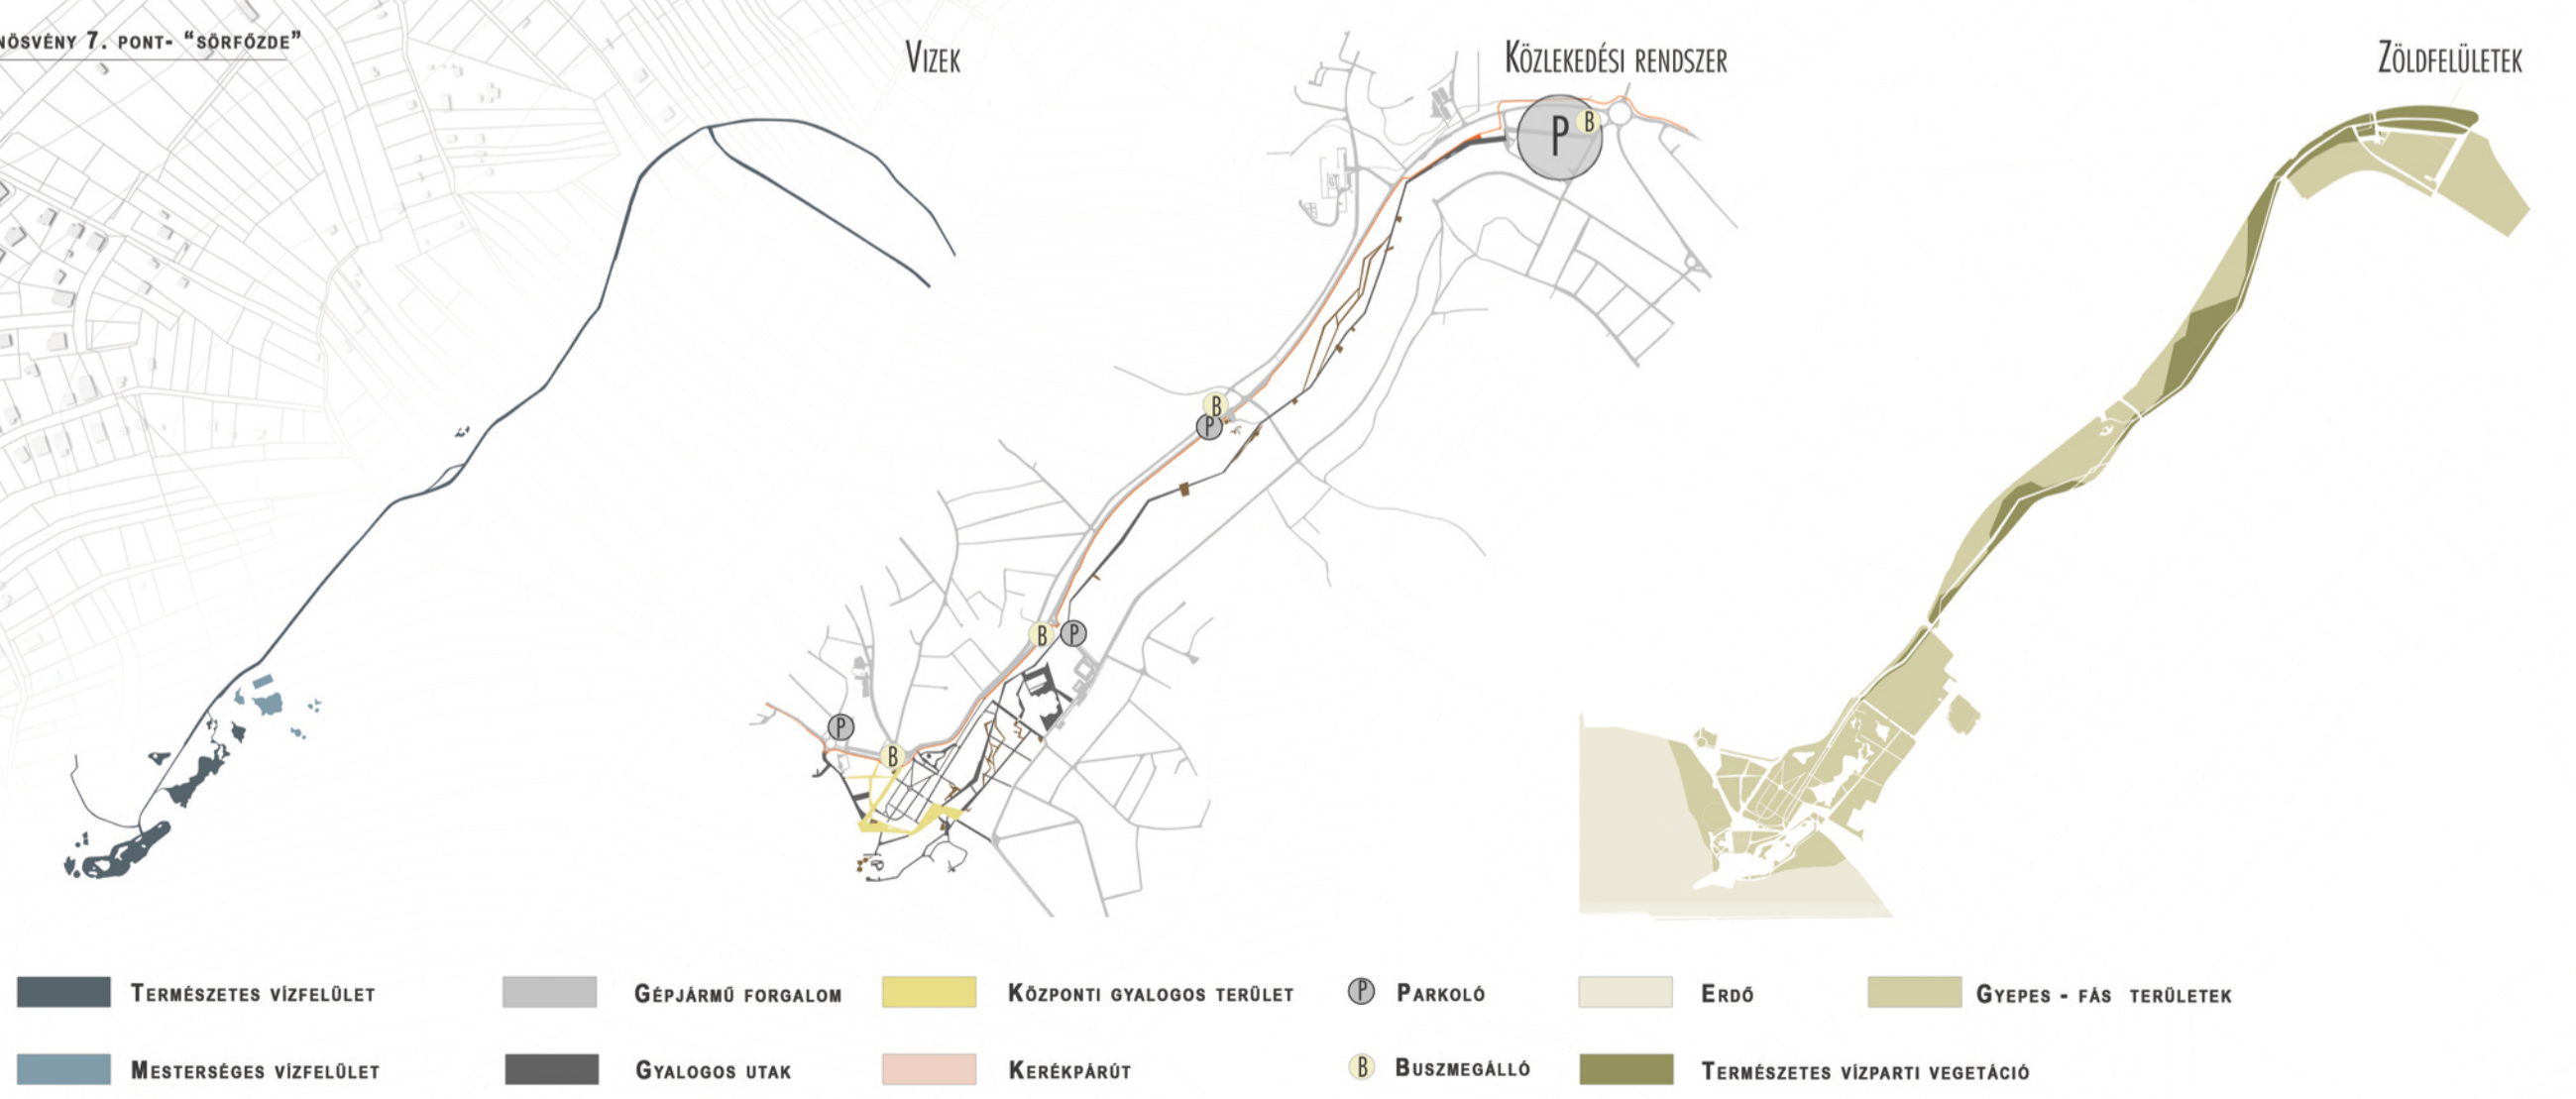 NÖSVÉNY 7. PONT- “SÖRFŐZDE”
VIZEK
KÖZLEKEDÉSI RENDSZER
ZÖLDFELÜLETEK
P
B
B
P
B
P
P
B
TERMÉSZETES VÍZFELÜLET
GÉPJÁRMŰ FORGALOM
KÖZPONTI GYALOGOS TERÜLET
P PARKOLÓ
ERDŐ
GYEPES - FÁS TERÜLETEK
MESTERSÉGES VÍZFELÜLET
GYALOGOS UTAK
KERÉKPÁRÚT
B BUSZMEGÁLLÓ
TERMÉSZETES VÍZPARTI VEGETÁCIÓ